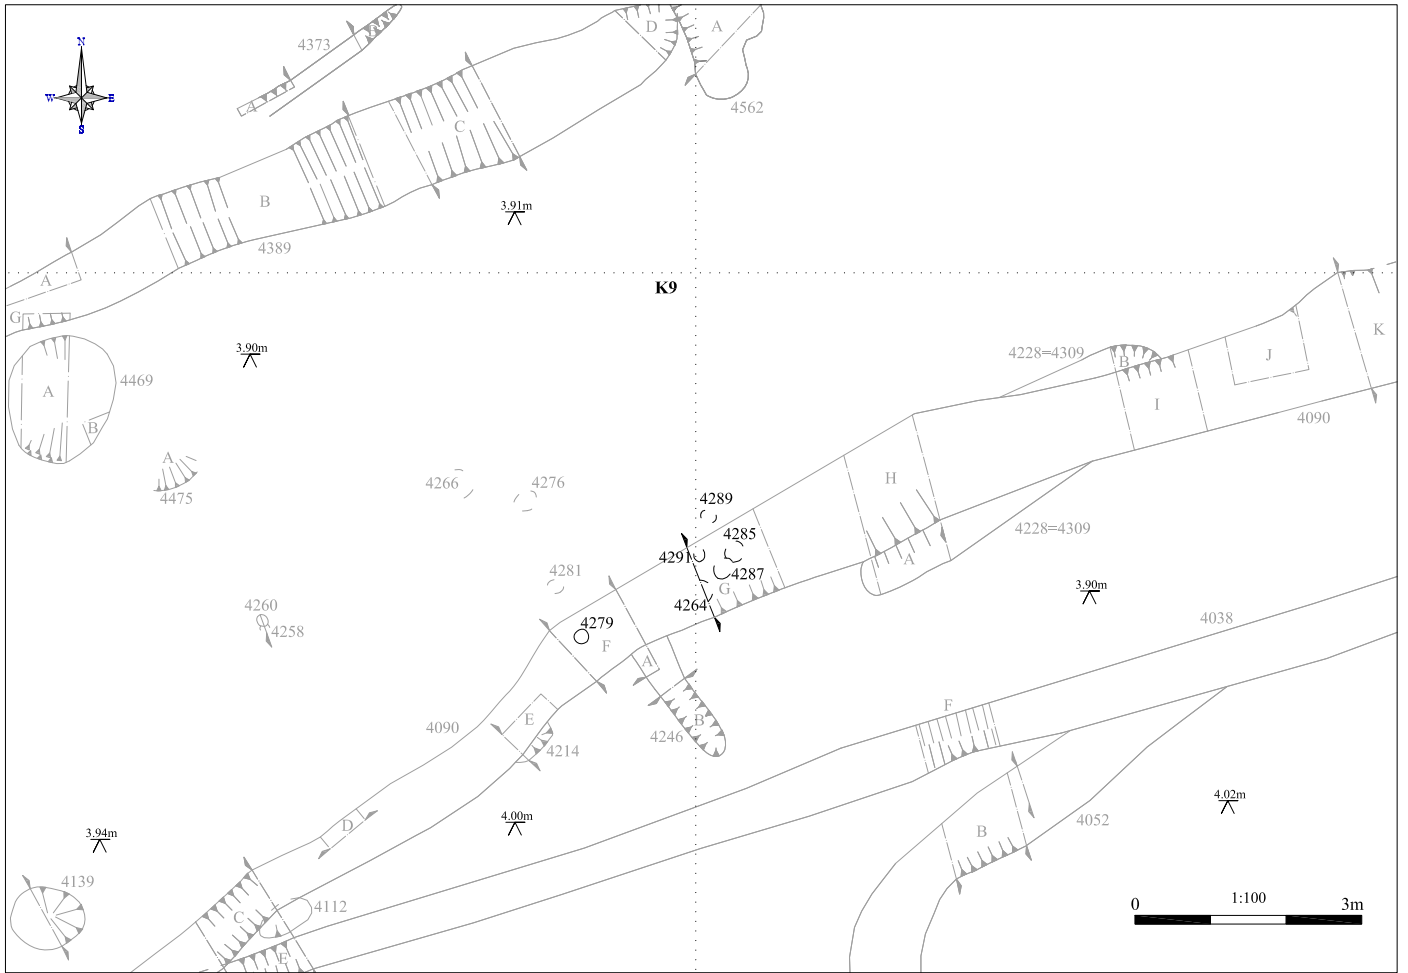 4373
D
A
N
W E
S
A
4562
C
B
3.91m
4389
A
K9
G
3.90m
4228=4309
B
J
K
4469
A
I
4090
B
A
4475
4266
4276
H
4289
4285
4228=4309
4291
A
4281
4287
G
3.90m
4264
4260
4258
4279
4038
F
A
F
E
B
4090
4246
4214
3.94m
D
4.00m
4.02m
B
4052
4139
4112
C
E
0 1:100 3m